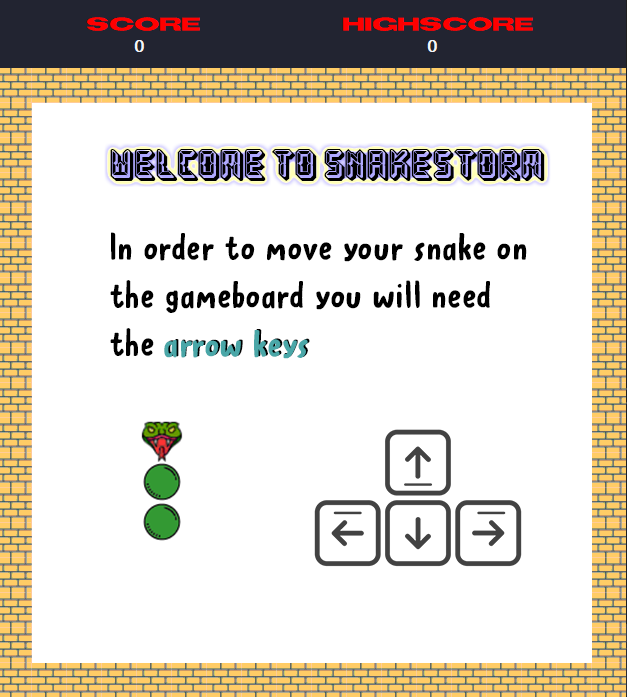 SCORE
HIGHSCORE
0
0
WELCOME TO SNAKESTORM
In order to move your snake on
the gameboard you will need
the arrow keys